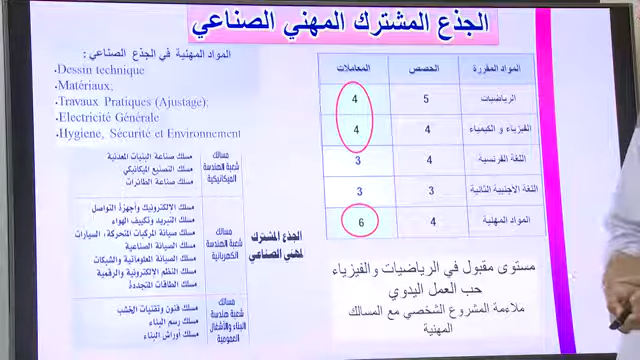 الجذع المشترك المهني الصناعي
المواد المقررة الحصص المعاملات
الرياضيات 5 4
الفيزياء و الكيمياء 4 4
اللغة الفرنسية 4 3
اللغة الاجنبية الثانية 3 3
المواد المهنية 4 6
مستوى مقبول في الرياضيات والفيزياء
حب العمل اليدوي
ملاءمة المشروع الشخصي مع المسالك
المهنية
المواد المهنية في الجذع الصناعي :
•Dessin technique
•Matériaux;
•Travaux Pratiques (Ajustage);
•Electricité Générale
•Hygiene, Sécurité et Environnement
الجذع المشترك
لمهني الصناعي
مسالك
شعبة الهندسة
الميكانيكية
مسلك صناعة البنيات المعدنية
مسلك التصنيع الميكانيكي
مسلك صناعة الطائرات
مسالك
شعبة الهندسة
الكهربائية
مسلك الإلكترونيك وأجهزة التواصل
مسلك التبريد وتكييف الهواء
مسلك صيانة المركبات المتحركة، السيارات
مسلك الصيانة الصناعية
مسلك الصيانة المعلوماتية والشبكات
مسلك النظم الالكترونية والرقمية
مسلك الطاقات المتجددة
مسالك
شعبة هندسة
البناء والأشغال
العمومية
مسلك فنون وتقنيات الخشب
مسلك رسم البناء
مسلك أوراش البناء